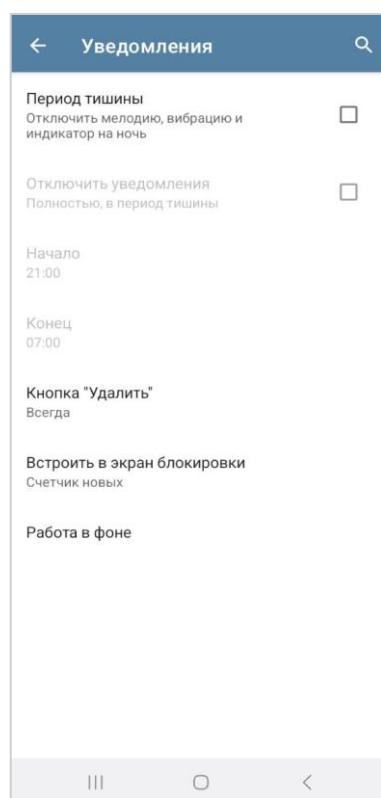 Уведомления
Период тишины
Отключить мелодию, вибрацию и
индикатор на ночь
Отключить уведомления
Полностью, в период тишины
Начало
21:00
Конец
07:00
Кнопка "Удалить"
Всегда
Встроить в экран блокировки
Счетчик новых
Работа в фоне